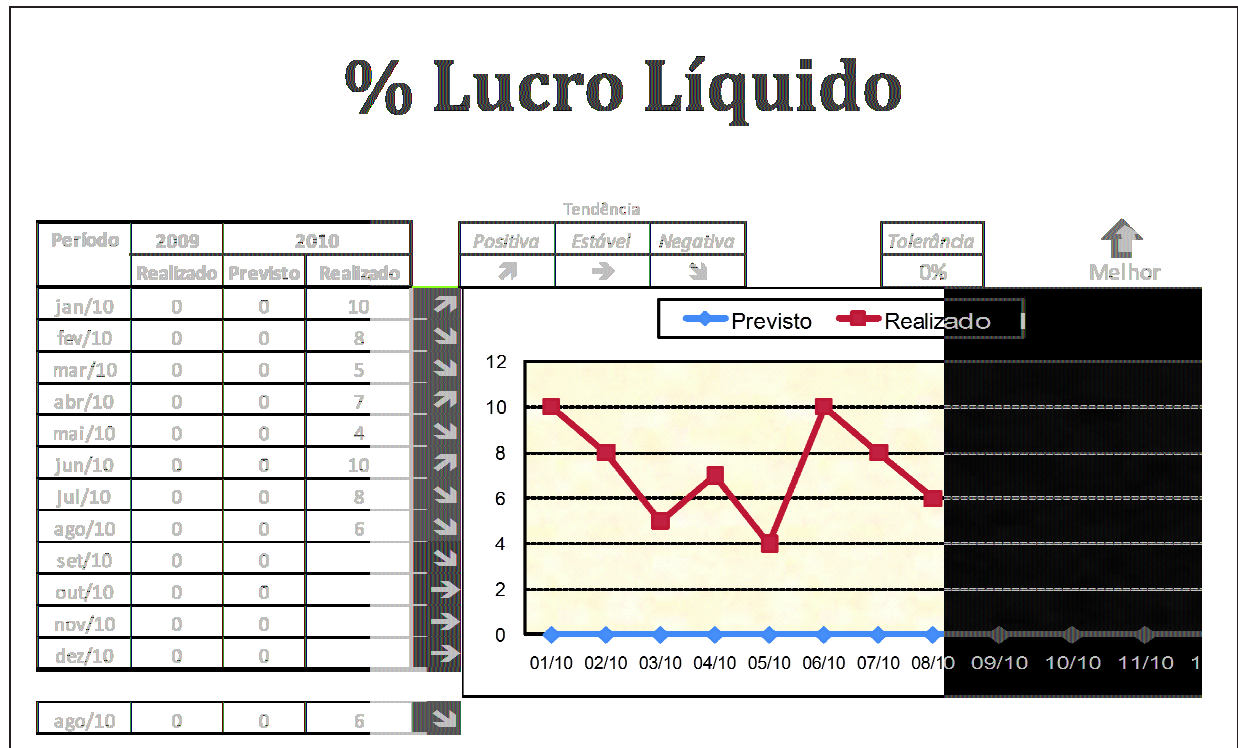 % Lucro Líquido
Tendência
Período 2009 2010
Positiva Estável Negativa
Tolerância
Realizado Previsto Realizado
0%
Melhor
jan/10 0 0 10
fev/10 0 0 8
mar/10 0 0 5
abr/10 0 0 7
mai/10 0 0 4
jun/10 0 0 10
jul/10 0 0 8
ago/10 0 0 6
set/10 0 0
out/10 0 0
nov/10 0 0
dez/10 0 0
ago/10 0 0 6
Previsto Realizado
12
10
8
6
4
2
0
01/10 02/10 03/10 04/10 05/10 06/10 07/10 08/10 09/10 10/10 11/10 1